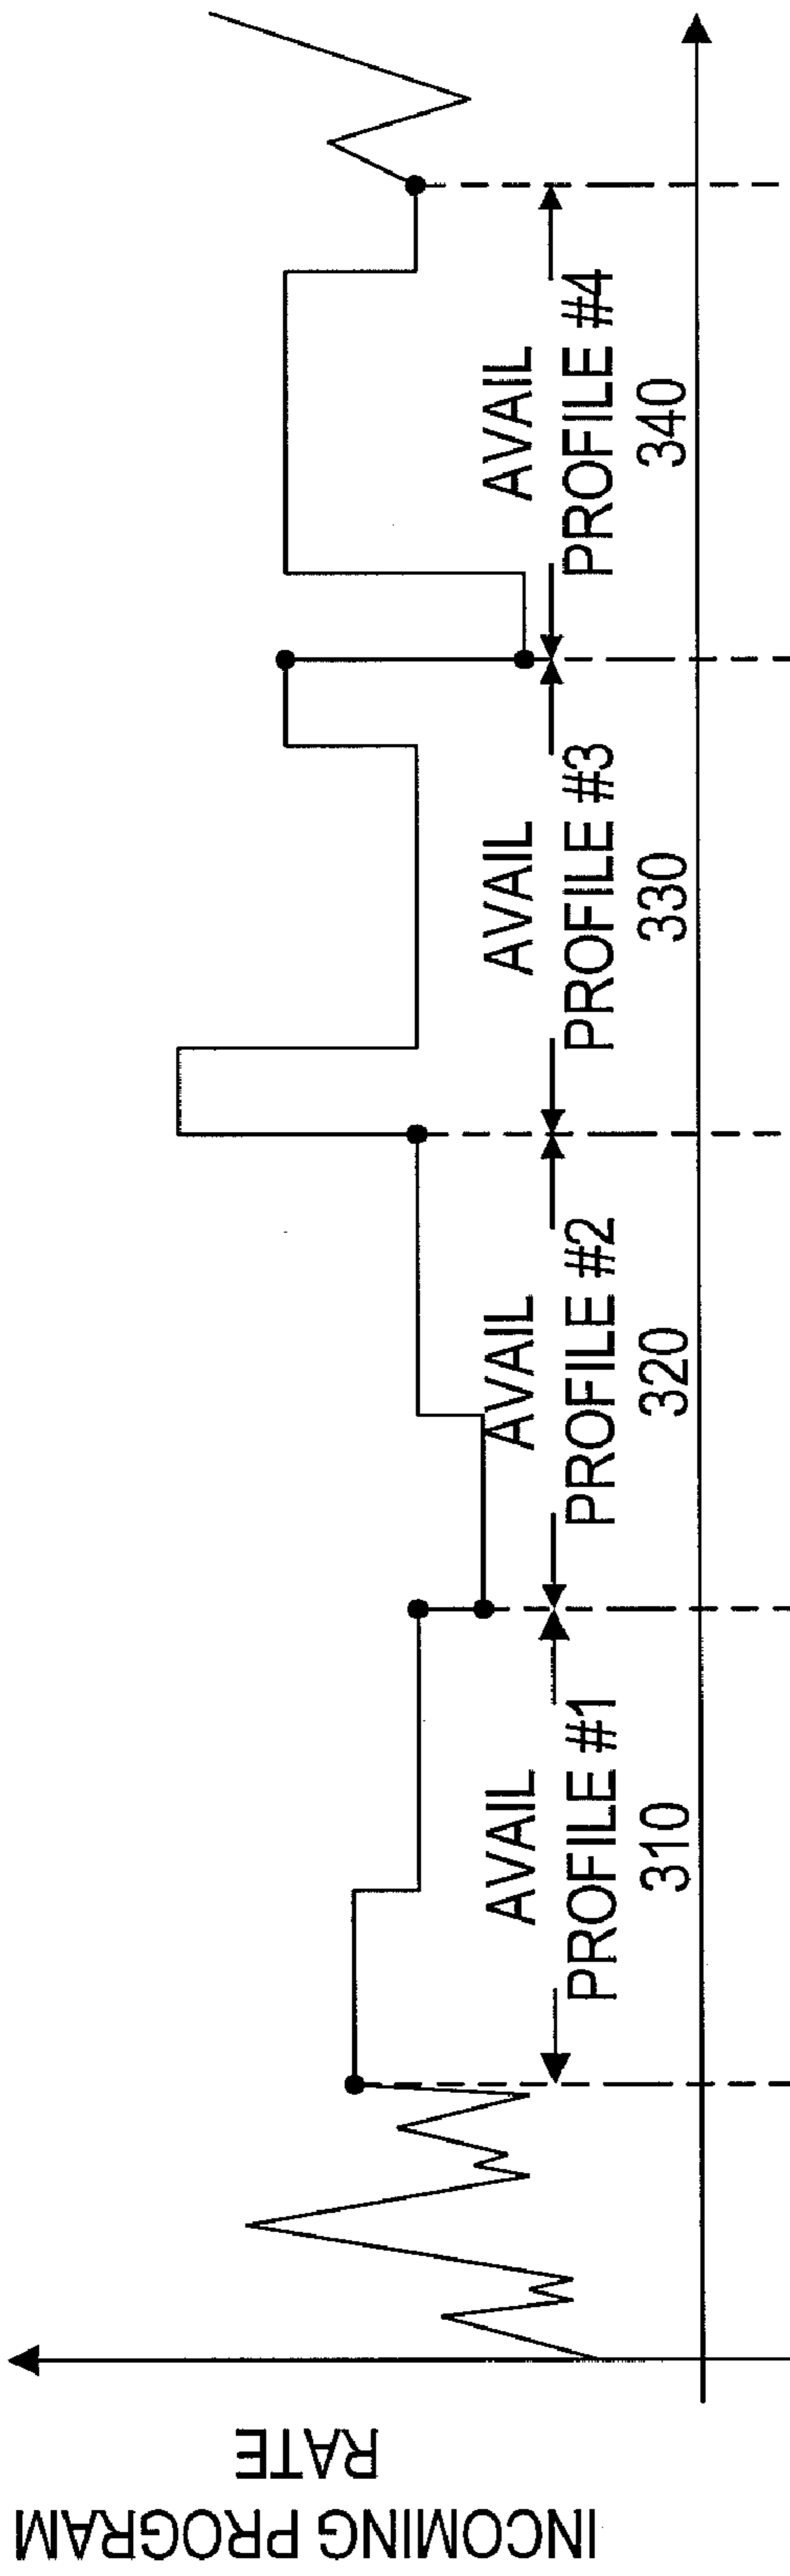 INCOMING PROGRAM
RATE
AVAIL
PROFILE #1
310
AVAIL
PROFILE #2
320
AVAIL
PROFILE #3
330
AVAIL
PROFILE #4
340